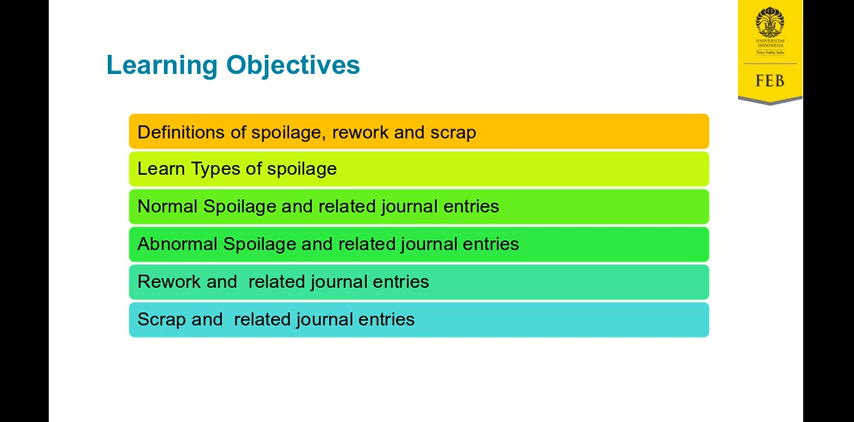 Learning Objectives
UNIVERSITAS
INDONESIA
FEB
Definitions of spoilage, rework and scrap
Learn Types of spoilage
Normal Spoilage and related journal entries
Abnormal Spoilage and related journal entries
Rework and  related journal entries
Scrap and  related journal entries